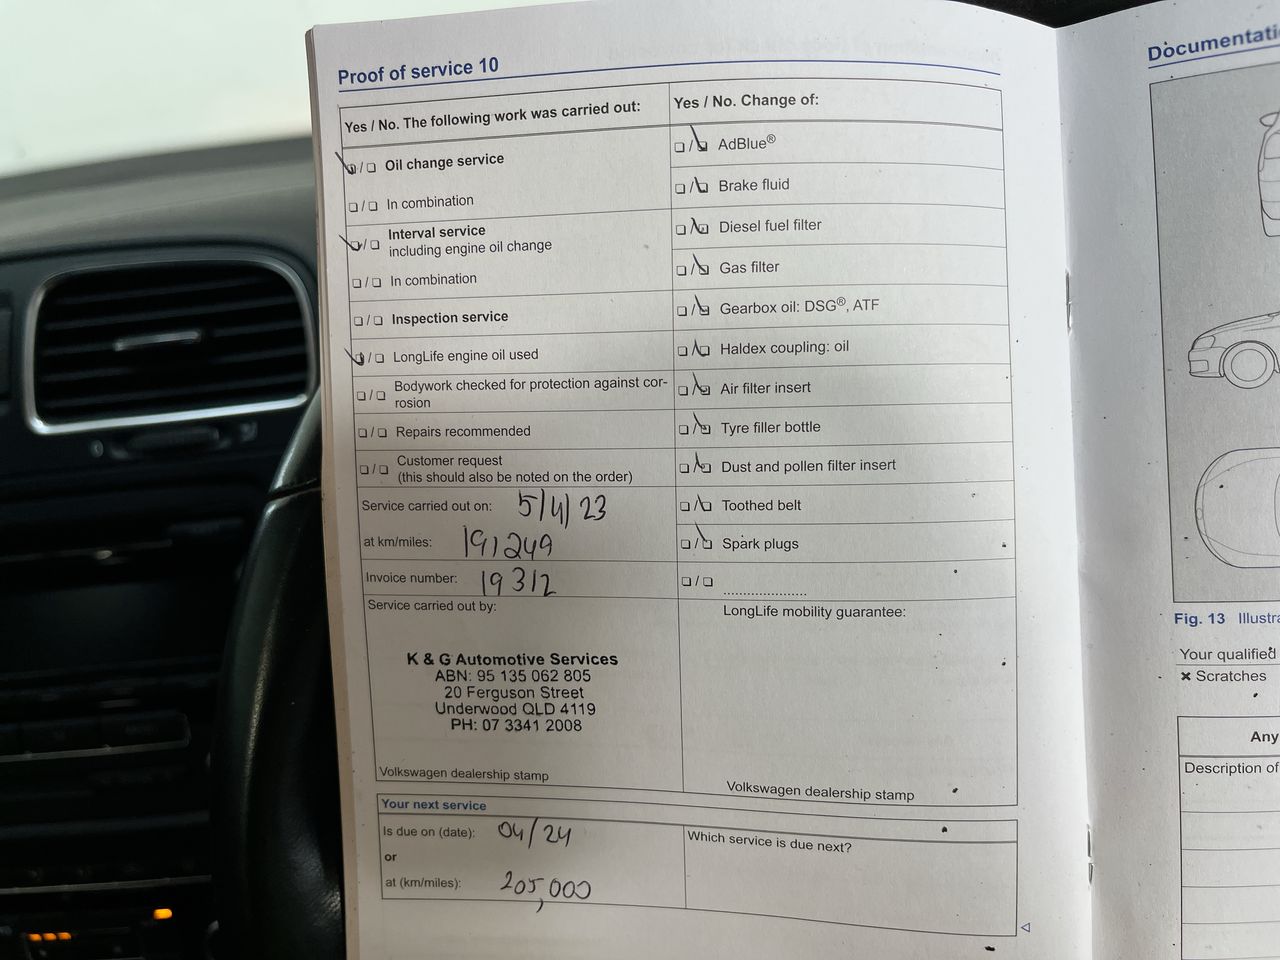 Proof of service 10
Yes / No. The following work was carried out:
Oil change service
In combination
Interval service
including engine oil change
In combination
Inspection service
LongLife engine oil used
Bodywork checked for protection against cor-
rosion
Repairs recommended
Customer request
(this should also be noted on the order)
Service carried out on: 5/4/23
at km/miles: 191249
Invoice number: 19312
Service carried out by:
K & G Automotive Services
ABN: 95 135 062 805
20 Ferguson Street
Underwood QLD 4119
PH: 07 3341 2008
Volkswagen dealership stamp
Yes / No. Change of:
AdBlue®
Brake fluid
Diesel fuel filter
Gas filter
Gearbox oil: DSG®, ATF
Haldex coupling: oil
Air filter insert
Tyre filler bottle
Dust and pollen filter insert
Toothed belt
Spark plugs
LongLife mobility guarantee:
Volkswagen dealership stamp
Your next service
Is due on (date): 04/24
or
at (km/miles): 205,000
Which service is due next?
Fig. 13
Your qualified
Scratches
Any
Description of